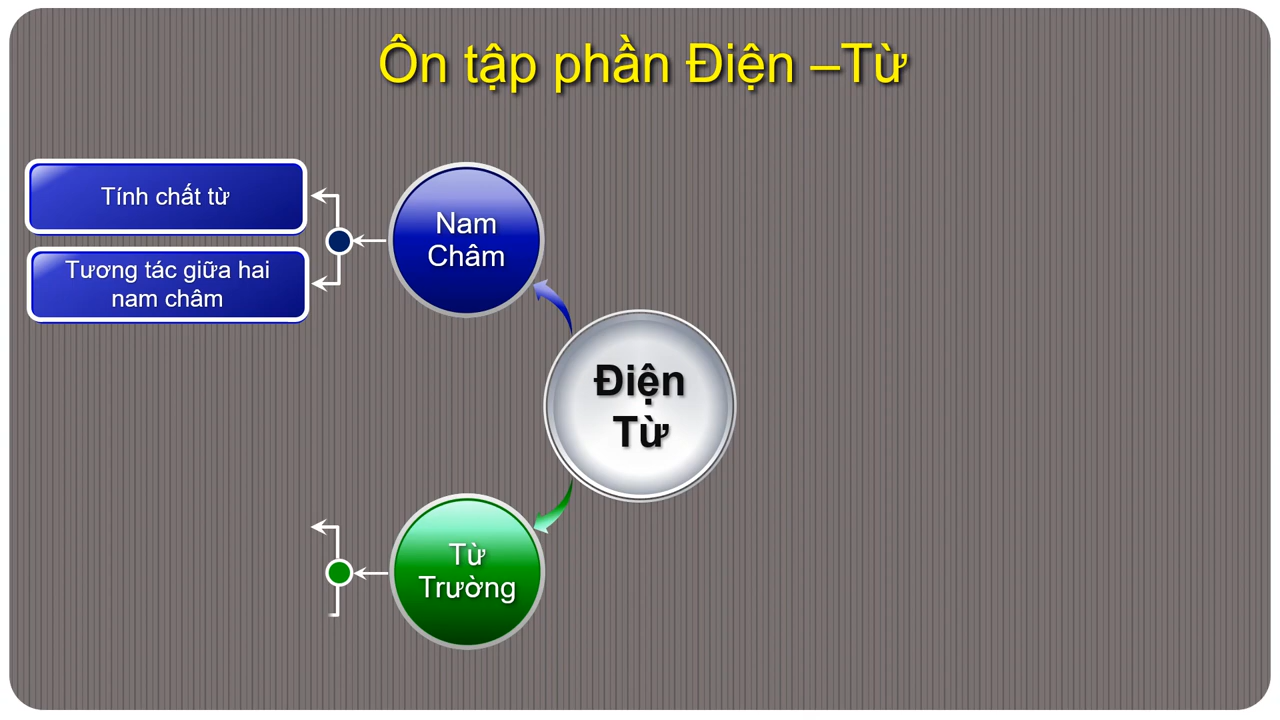 Ôn tập phần Điện –Từ
Tính chất từ
Tương tác giữa hai
nam châm
Nam
Châm
Điện
Từ
Từ
Trường